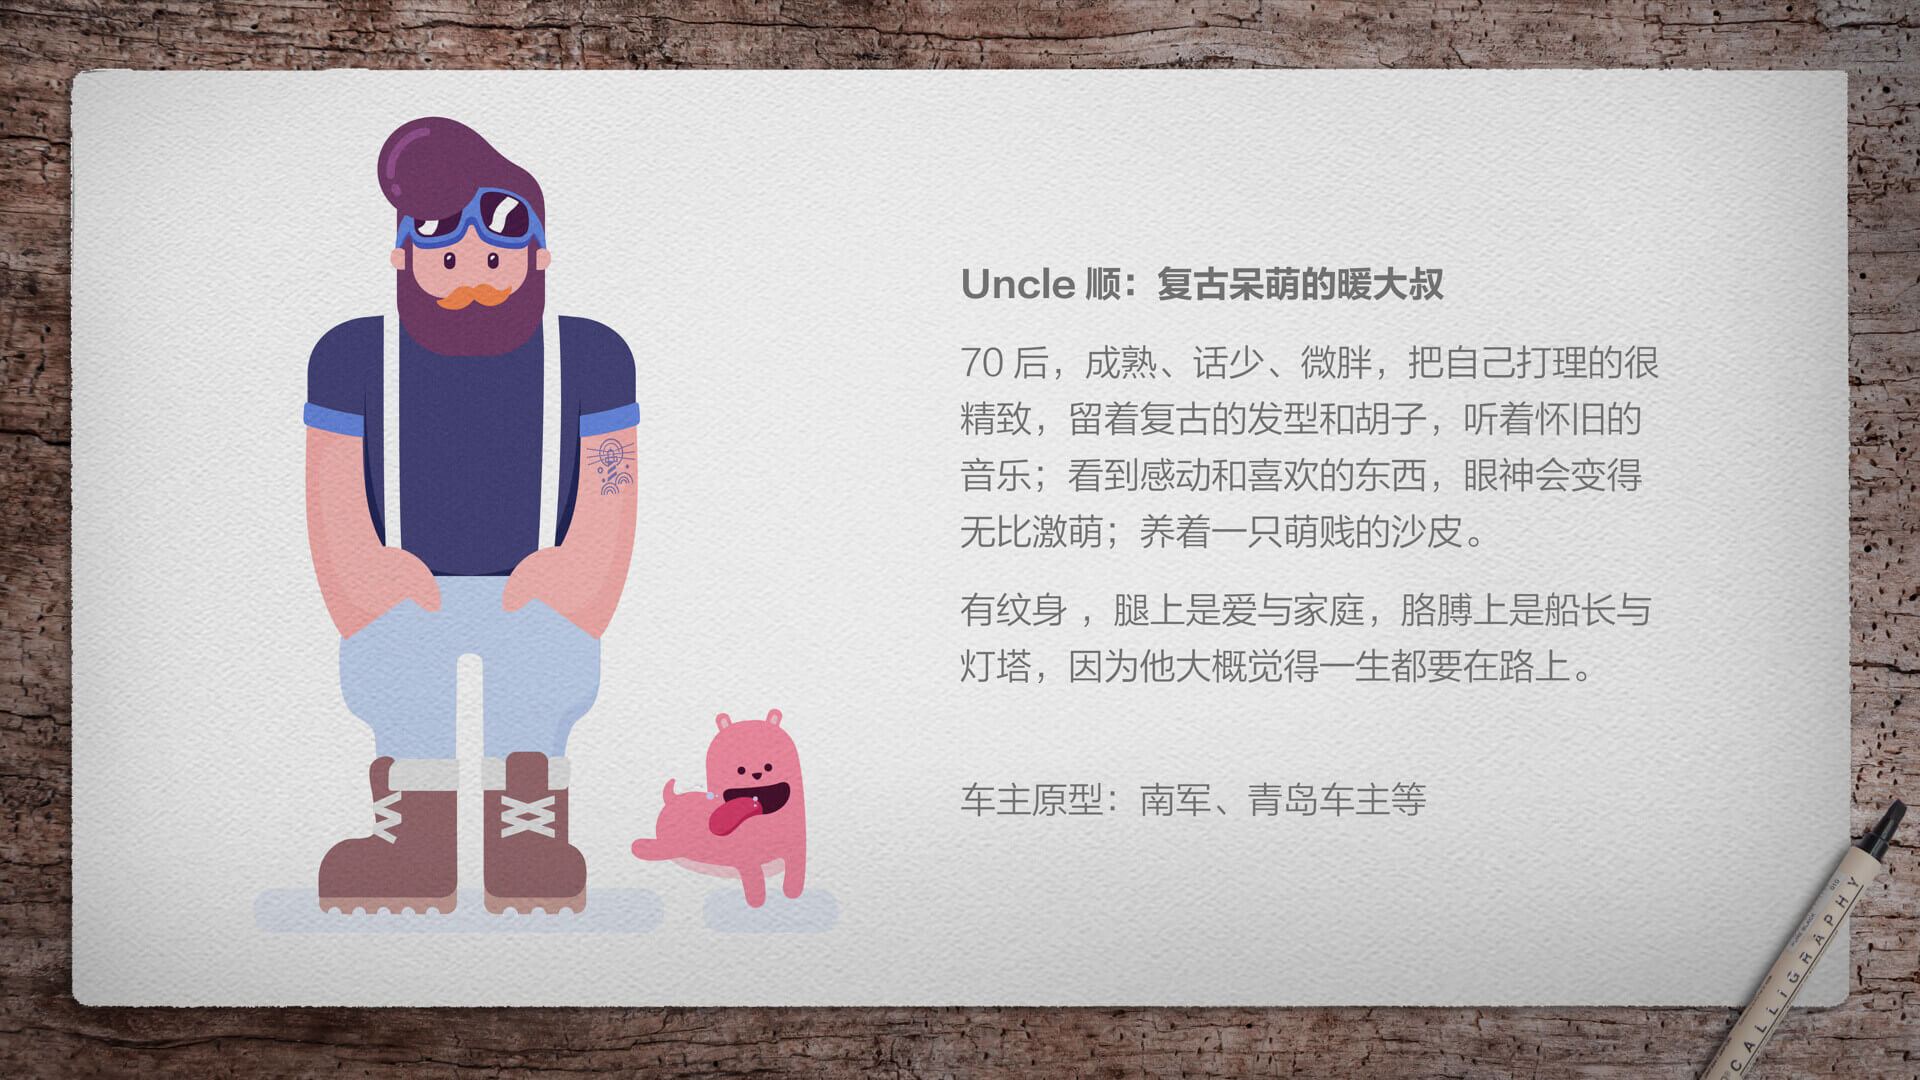 Uncle 顺：复古呆萌的暖大叔
70 后，成熟、话少、微胖，把自己打理的很
精致，留着复古的发型和胡子，听着怀旧的
音乐；看到感动和喜欢的东西，眼神会变得
无比激萌；养着一只萌贱的沙皮。
有纹身 ，腿上是爱与家庭，胳膊上是船长与
灯塔，因为他大概觉得一生都要在路上。
车主原型：南军、青岛车主等
CALLiGRAPHY